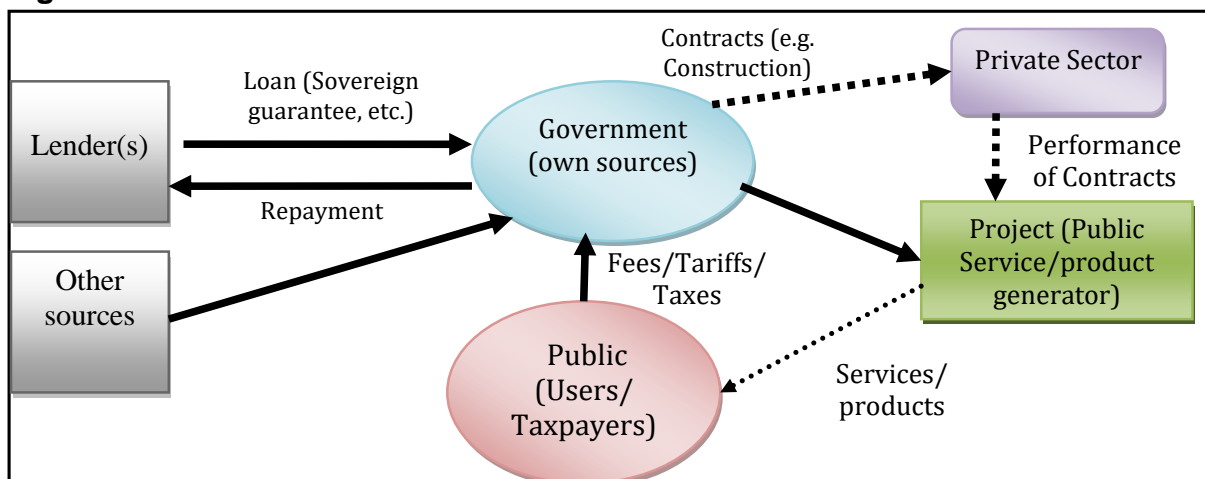 Contracts (e.g.
Construction)
Private Sector
Loan (Sovereign
guarantee, etc.)
Lender(s)
Government
(own sources)
Performance
of Contracts
Repayment
Project (Public
Service/product
generator)
Fees/Tariffs/
Taxes
Other
sources
Public
(Users/
Taxpayers)
Services/
products